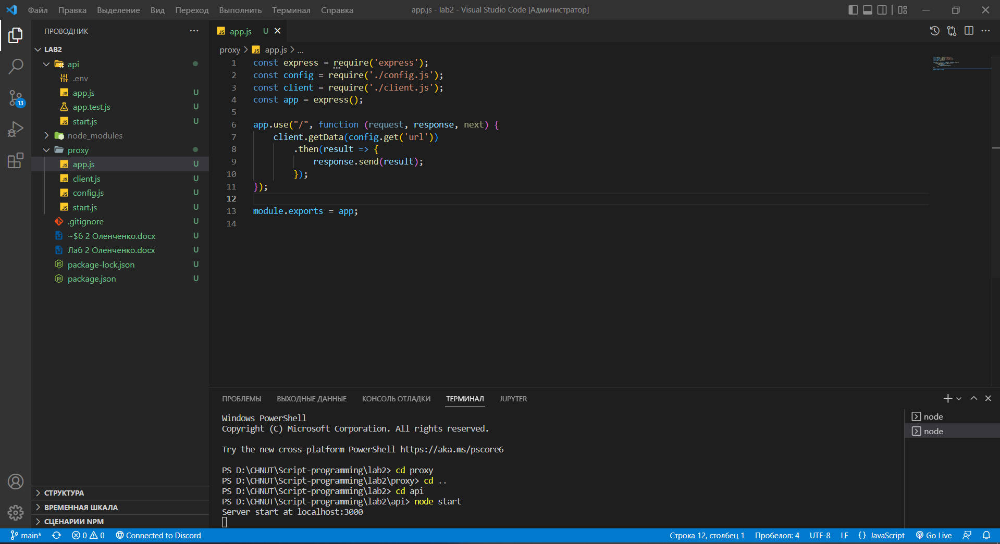 Файл Правка Выделение Вид Переход Выполнить Терминал Справка app.js - lab2 - Visual Studio Code [Администратор]
ПРОВОДНИК ...
LAB2
api
.env
app.js U
app.test.js U
start.js U
node_modules
proxy
app.js U
client.js U
config.js U
start.js U
.gitignore U
~$б 2 Оленченко.docx U
Лаб 2 Оленченко.docx U
package-lock.json U
package.json U
СТРУКТУРА
ВРЕМЕННАЯ ШКАЛА
СЦЕНАРИИ NPM
13
JS app.js U
proxy > JS app.js > ...
1 const express = require('express');
2 const config = require('./config.js');
3 const client = require('./client.js');
4 const app = express();
5
6 app.use("/", function (request, response, next) {
7 client.getData(config.get('url'))
8 .then(result => {
9 response.send(result);
10 });
11 });
12
13 module.exports = app;
14
ПРОБЛЕМЫ ВЫХОДНЫЕ ДАННЫЕ КОНСОЛЬ ОТЛАДКИ ТЕРМИНАЛ JUPYTER
Windows PowerShell
Copyright (C) Microsoft Corporation. All rights reserved.
Try the new cross-platform PowerShell https://aka.ms/pscore6
PS D:\CHNUT\Script-programming\lab2> cd proxy
PS D:\CHNUT\Script-programming\lab2\proxy> cd ..
PS D:\CHNUT\Script-programming\lab2> cd api
PS D:\CHNUT\Script-programming\lab2\api> node start
Server start at localhost:3000
node
node
main* 0 0 Connected to Discord Строка 12, столбец 1 Пробелов: 4 UTF-8 LF {} JavaScript Go Live